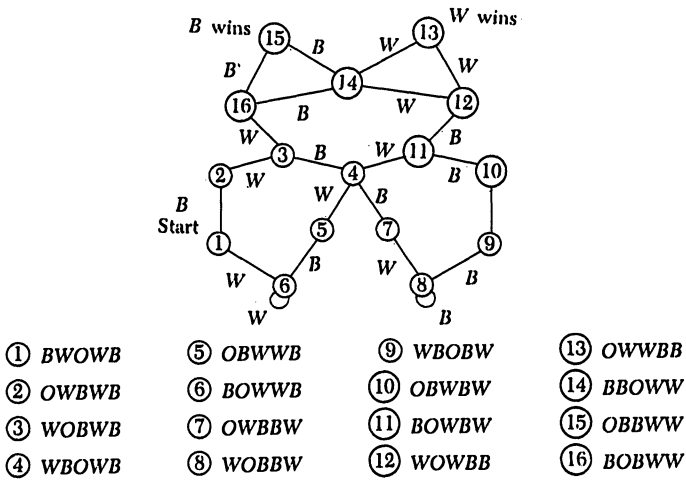 B wins
W wins
15
B
W
13
B
14
W
16
B
W
12
W
B
3
B
4
W
11
2
W
B
10
B
W
B
Start
1
5
7
9
W
B
W
B
6
8
W
B
1 BWOWB
2 OWBWB
3 WOBWB
4 WBOWB
5 OBWWB
6 BOWWB
7 OWBBW
8 WOBBW
9 WBOBW
10 OBWBW
11 BOWBW
12 WOWBB
13 OWWBB
14 BBOWW
15 OBBWW
16 BOBWW